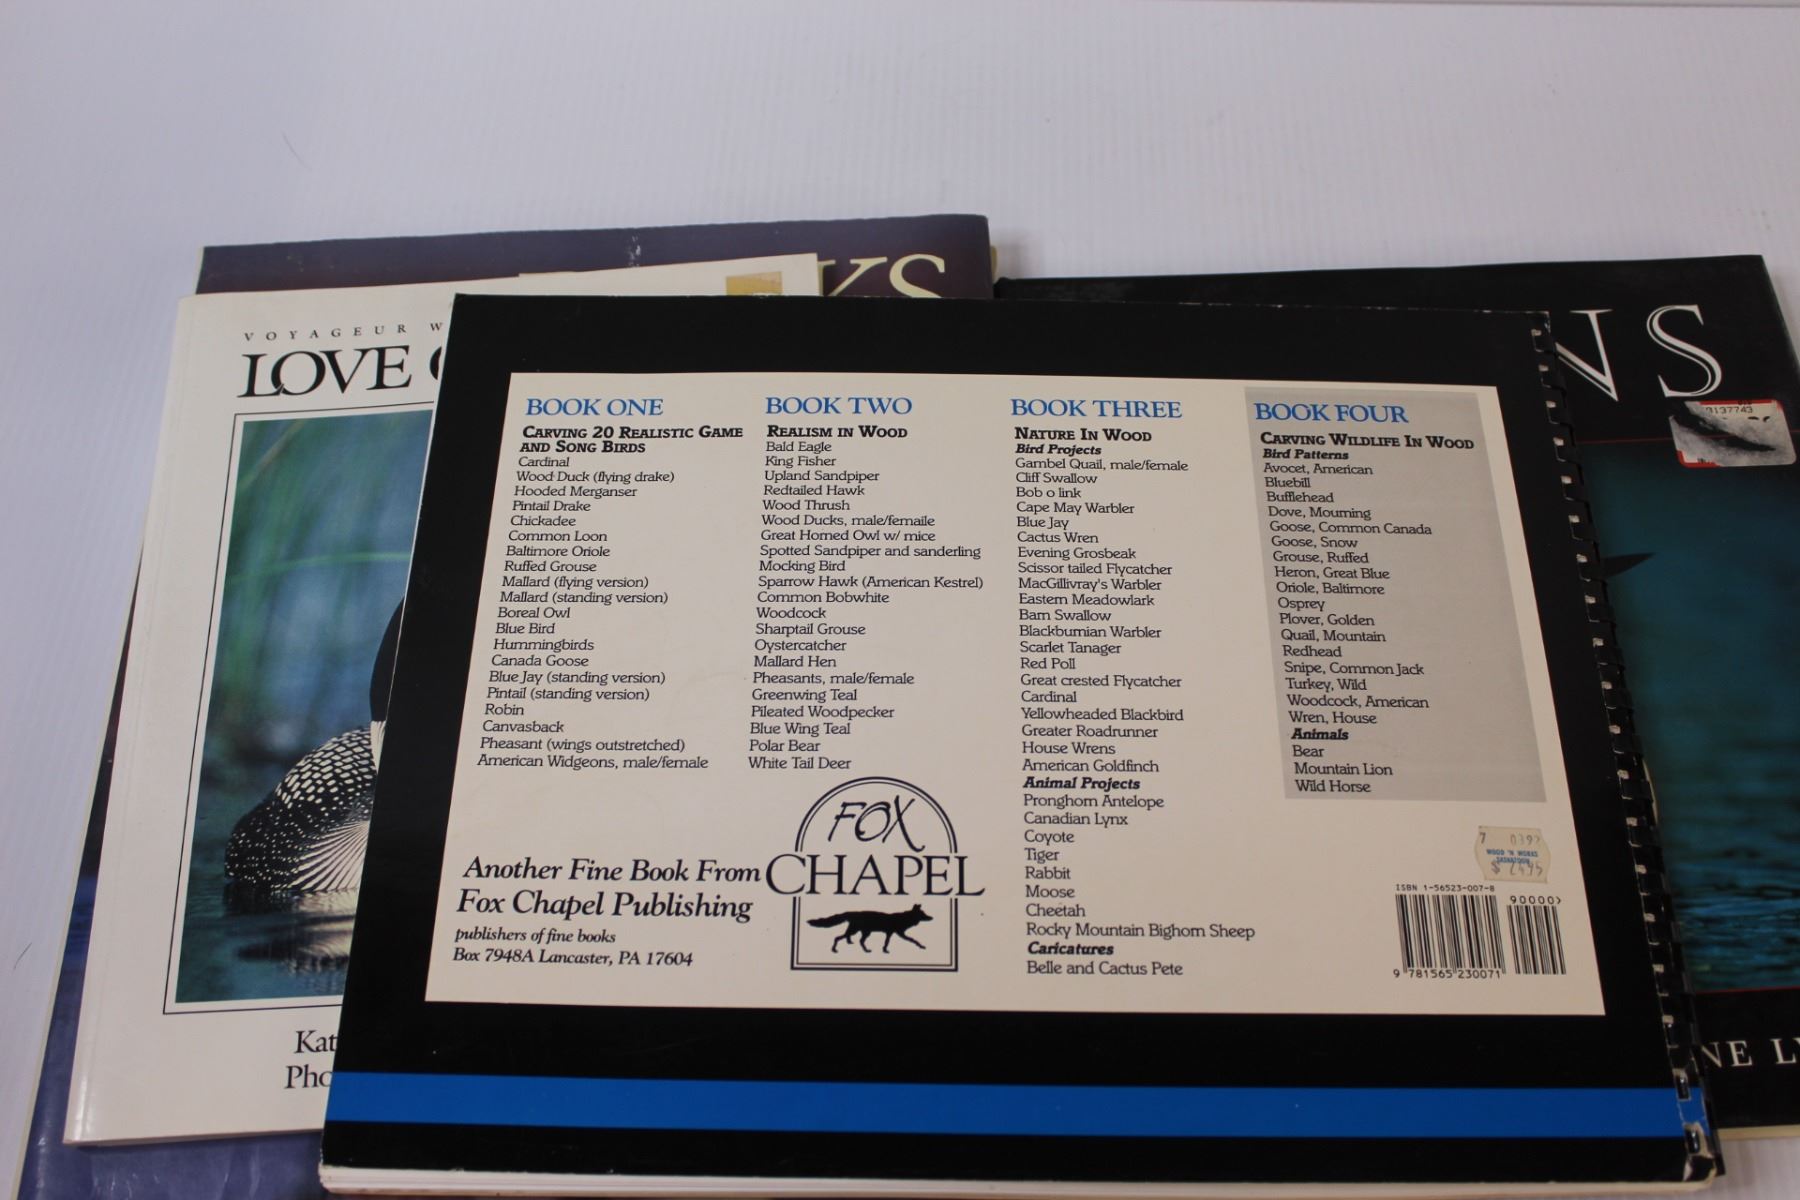 KS
VOYAGEUR W
LOVE
NS
3137743
BOOK ONE
CARVING 20 REALISTIC GAME
AND SONG BIRDS
Cardinal
Wood Duck (flying drake)
Hooded Merganser
Pintail Drake
Chickadee
Common Loon
Baltimore Oriole
Ruffed Grouse
Mallard (flying version)
Mallard (standing version)
Boreal Owl
Blue Bird
Hummingbirds
Canada Goose
Blue Jay (standing version)
Pintail (standing version)
Robin
Canvasback
Pheasant (wings outstretched)
American Widgeons, male/female
BOOK TWO
REALISM IN WOOD
Bald Eagle
King Fisher
Upland Sandpiper
Redtailed Hawk
Wood Thrush
Wood Ducks, male/femaile
Great Horned Owl w/ mice
Spotted Sandpiper and sanderling
Mocking Bird
Sparrow Hawk (American Kestrel)
Common Bobwhite
Woodcock
Sharptail Grouse
Oystercatcher
Mallard Hen
Pheasants, male/female
Greenwing Teal
Pileated Woodpecker
Blue Wing Teal
Polar Bear
White Tail Deer
BOOK THREE
NATURE IN WOOD
Bird Projects
Gambel Quail, male/female
Cliff Swallow
Bob o link
Cape May Warbler
Blue Jay
Cactus Wren
Evening Grosbeak
Scissor tailed Flycatcher
MacGillivray's Warbler
Eastern Meadowlark
Barn Swallow
Blackburnian Warbler
Scarlet Tanager
Red Poll
Great crested Flycatcher
Cardinal
Yellowheaded Blackbird
Greater Roadrunner
House Wrens
American Goldfinch
Animal Projects
Pronghorn Antelope
Canadian Lynx
Coyote
Tiger
Rabbit
Moose
Cheetah
Rocky Mountain Bighorn Sheep
Caricatures
Belle and Cactus Pete
BOOK FOUR
CARVING WILDLIFE IN WOOD
Bird Patterns
Avocet, American
Bluebill
Bufflehead
Dove, Mourning
Goose, Common Canada
Goose, Snow
Grouse, Ruffed
Heron, Great Blue
Oriole, Baltimore
Osprey
Plover, Golden
Quail, Mountain
Redhead
Snipe, Common Jack
Turkey, Wild
Woodcock, American
Wren, House
Animals
Bear
Mountain Lion
Wild Horse
Another Fine Book From
Fox Chapel Publishing
publishers of fine books
Box 7948A Lancaster, PA 17604
FOX
CHAPEL
7 0392
WOOD 'N WORKS
SASKATOON
$ 2495
ISBN 1-56523-007-8
90000>
9 781565 230071
Kat
Pho
NE LY